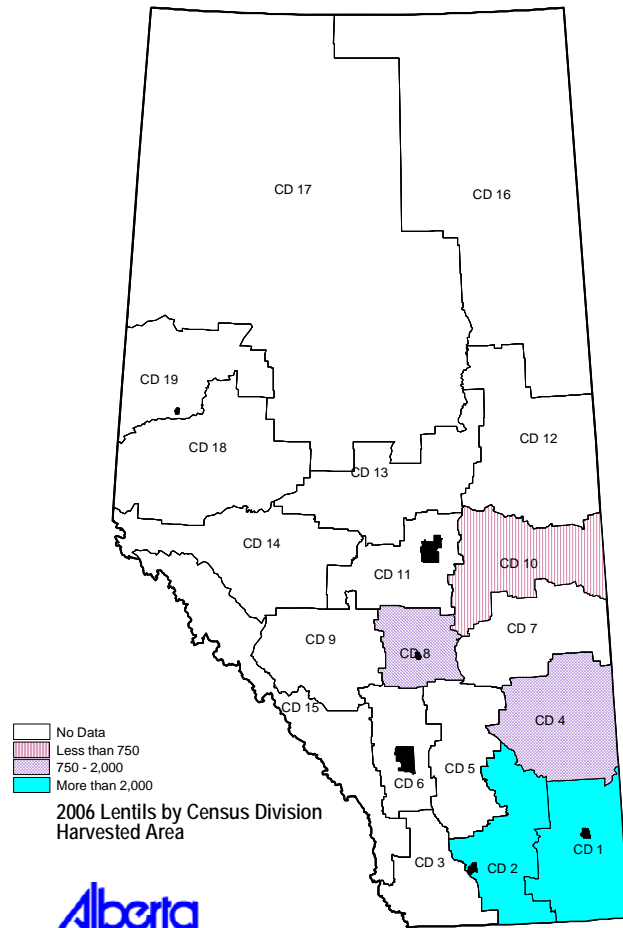 CD 17
CD 16
CD 19
CD 18
CD 12
CD 13
CD 14
CD 11
CD 10
CD 9
CD 8
CD 7
CD 15
CD 4
CD 6
CD 5
CD 3
CD 2
CD 1
No Data
Less than 750
750 - 2,000
More than 2,000
2006 Lentils by Census Division
Harvested Area
Alberta